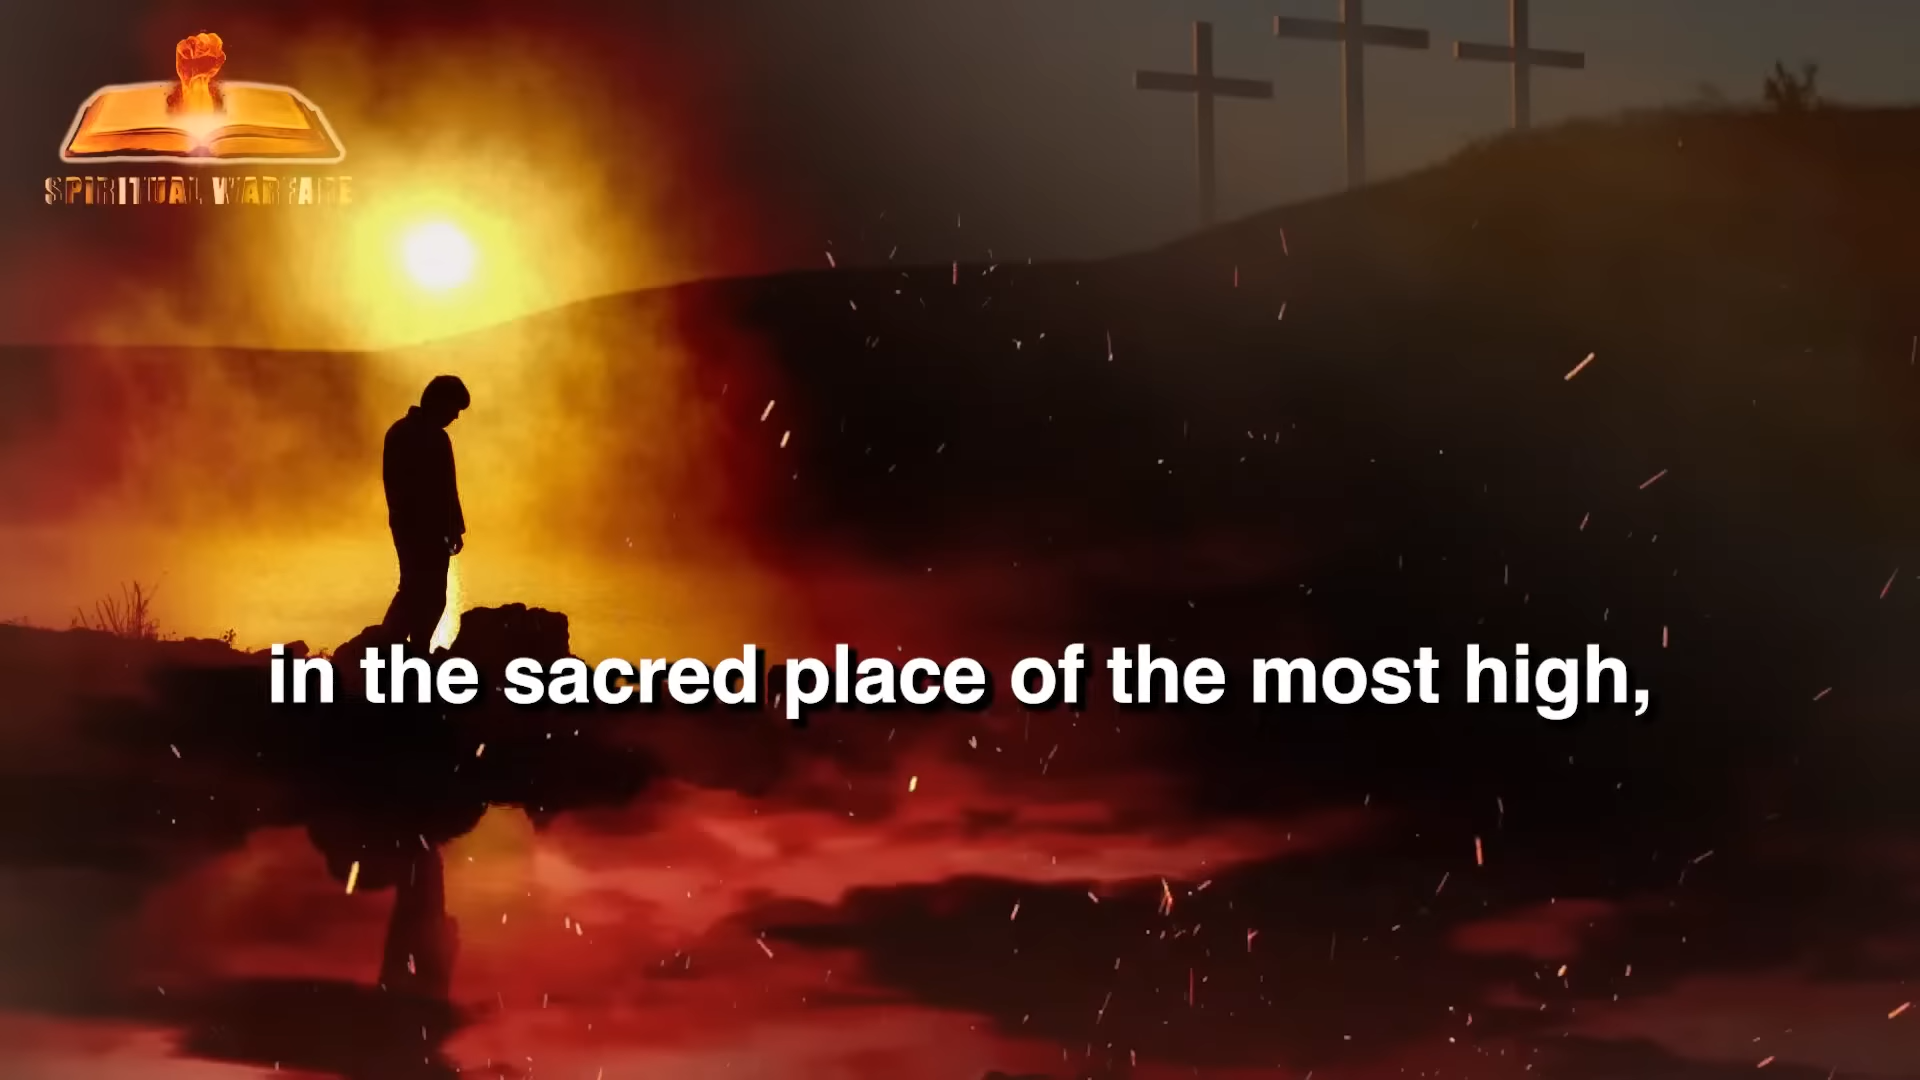 SPIRITUAL WARFARE
in the sacred place of the most high,